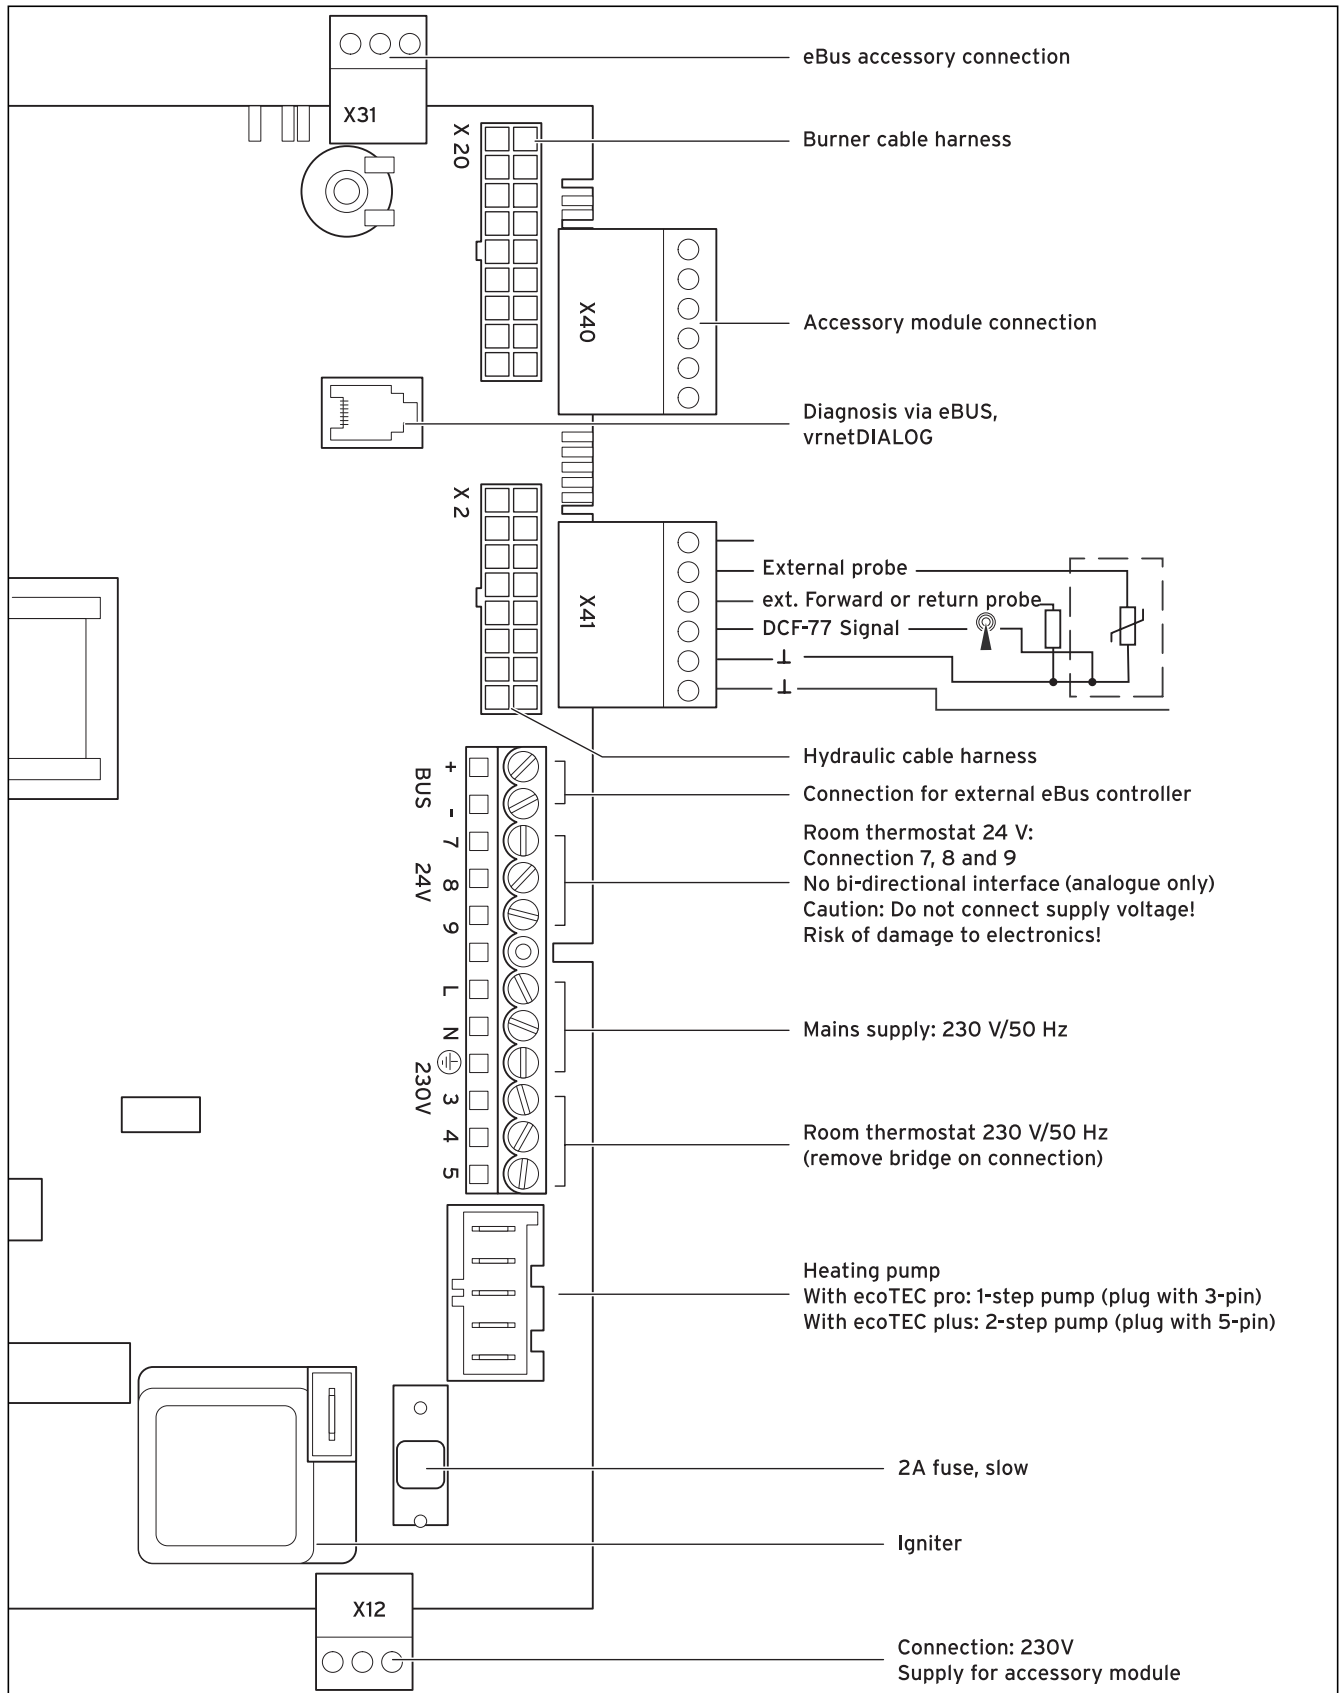 eBus accessory connection
X31
X 20
Burner cable harness
X40
Accessory module connection
Diagnosis via eBUS,
vrnetDIALOG
X 2
X41
External probe
ext. Forward or return probe
DCF-77 Signal
Hydraulic cable harness
BUS
+
-
Connection for external eBus controller
24V
7
8
9
Room thermostat 24 V:
Connection 7, 8 and 9
No bi-directional interface (analogue only)
Caution: Do not connect supply voltage!
Risk of damage to electronics!
L
N
Mains supply: 230 V/50 Hz
230V
3
4
5
Room thermostat 230 V/50 Hz
(remove bridge on connection)
Heating pump
With ecoTEC pro: 1-step pump (plug with 3-pin)
With ecoTEC plus: 2-step pump (plug with 5-pin)
2A fuse, slow
Igniter
X12
Connection: 230V
Supply for accessory module